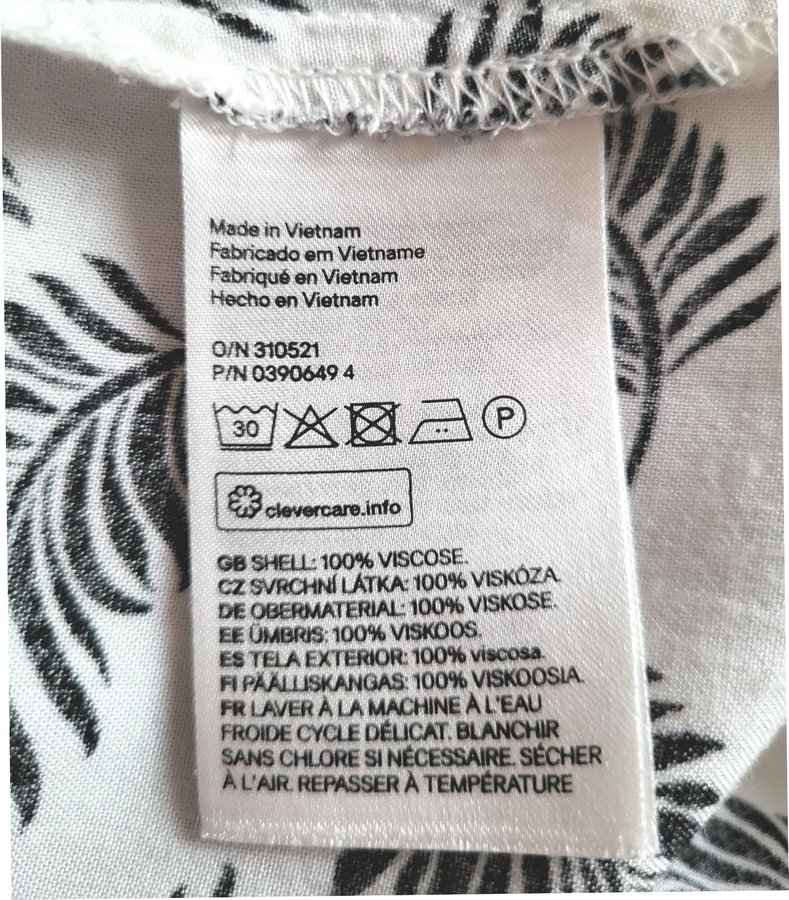 Made in Vietnam
Fabricado em Vietname
Fabriqué en Vietnam
Hecho en Vietnam
O/N 310521
P/N 0390649 4
30 P
clevercare.info
GB SHELL: 100% VISCOSE.
CZ SVRCHNÍ LÁTKA: 100% VISKÓZA.
DE OBERMATERIAL: 100% VISKOSE.
EE ÜMBRIS: 100% VISKOOS.
ES TELA EXTERIOR: 100% viscosa.
FI PÄÄLLISKANGAS: 100% VISKOOSIA.
FR LAVER À LA MACHINE À L'EAU
FROIDE CYCLE DÉLICAT. BLANCHIR
SANS CHLORE SI NÉCESSAIRE. SÉCHER
À L'AIR. REPASSER À TEMPÉRATURE